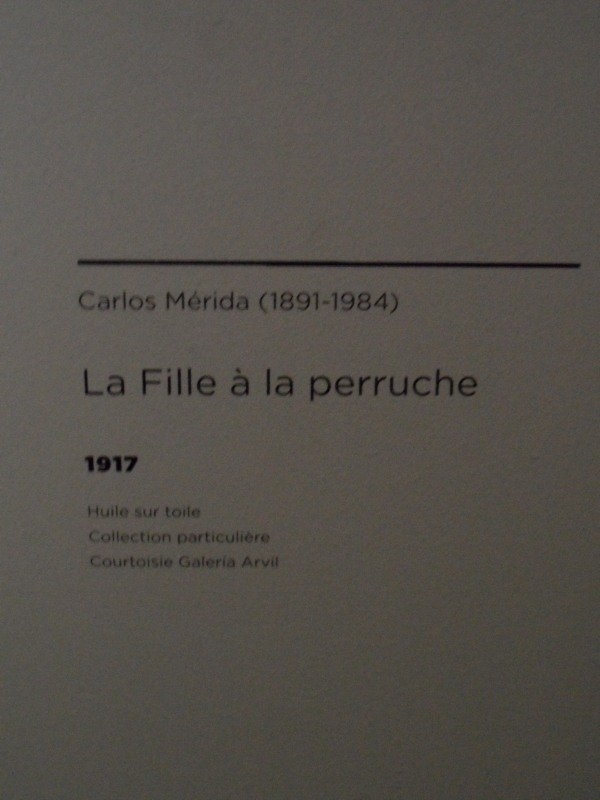 Carlos Mérida (1891-1984)
La Fille à la perruche
1917
Huile sur toile
Collection particulière
Courtoisie Galería Arvil